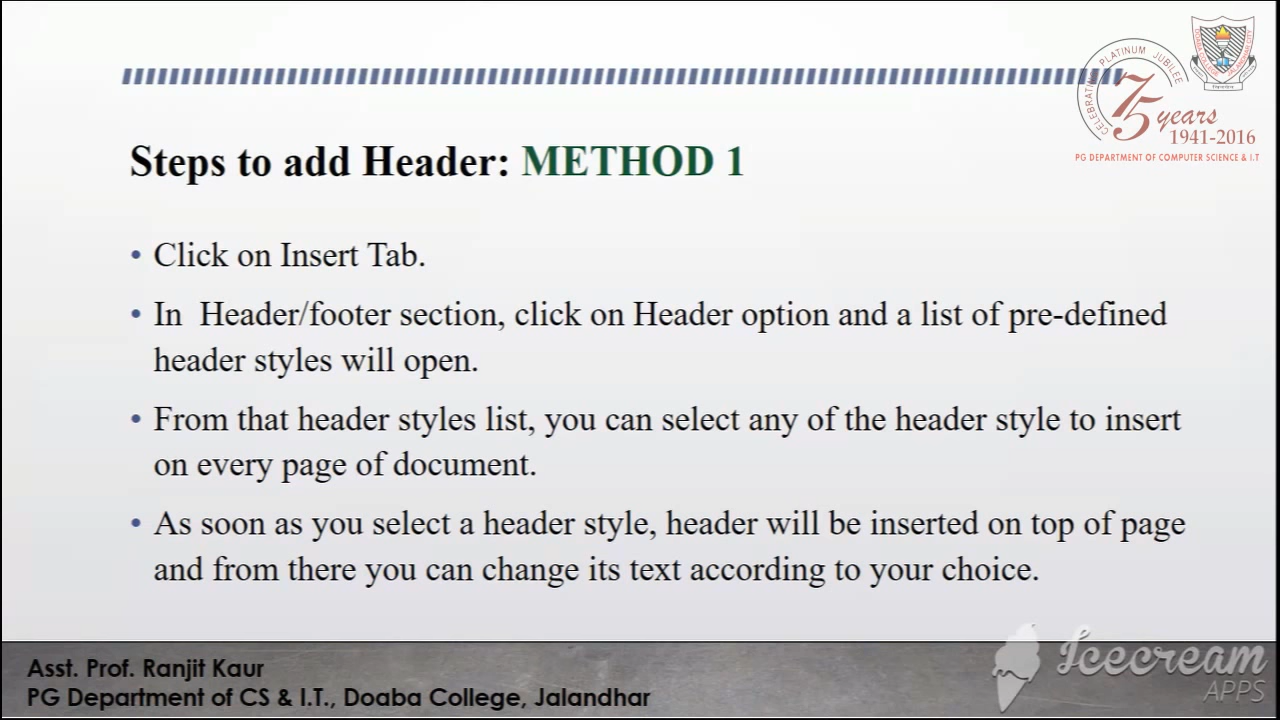 CELEBRATING PLATINUM JUBILEE
75 years
1941-2016
PG DEPARTMENT OF COMPUTER SCIENCE & I.T
Steps to add Header: METHOD 1
• Click on Insert Tab.
• In Header/footer section, click on Header option and a list of pre-defined
header styles will open.
• From that header styles list, you can select any of the header style to insert
on every page of document.
• As soon as you select a header style, header will be inserted on top of page
and from there you can change its text according to your choice.
Asst. Prof. Ranjit Kaur
PG Department of CS & I.T., Doaba College, Jalandhar
Icecream
APPS